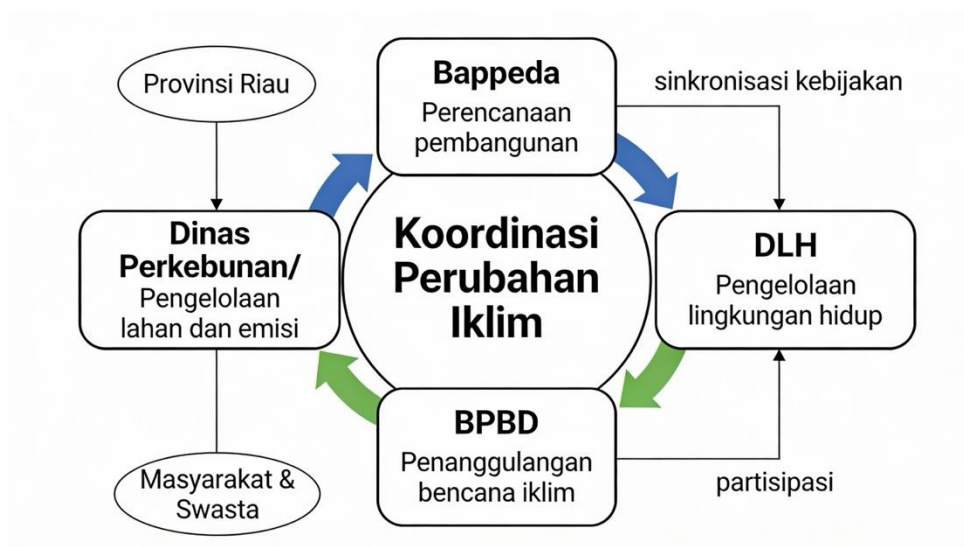 Provinsi Riau
Bappeda
Perencanaan
pembangunan
sinkronisasi kebijakan
Dinas
Perkebunan/
Pengelolaan
lahan dan emisi
Koordinasi
Perubahan
Iklim
DLH
Pengelolaan
lingkungan hidup
BPBD
Penanggulangan
bencana iklim
Masyarakat &
Swasta
partisipasi